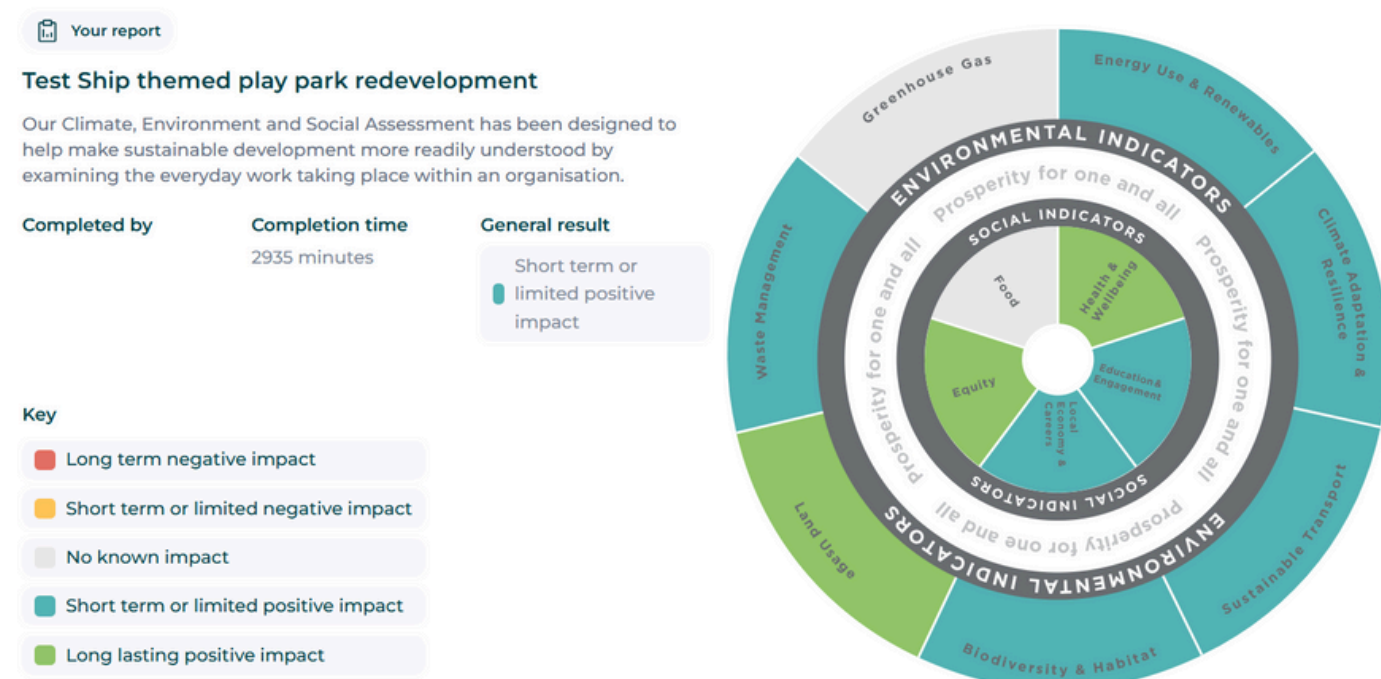 Your report
Test Ship themed play park redevelopment
Our Climate, Environment and Social Assessment has been designed to
help make sustainable development more readily understood by
examining the everyday work taking place within an organisation.
Completed by
Completion time
2935 minutes
General result
Short term or
limited positive
impact
Key
Long term negative impact
Short term or limited negative impact
No known impact
Short term or limited positive impact
Long lasting positive impact
ENVIRONMENTAL INDICATORS
Greenhouse Gas
Energy Use & Renewables
Climate Adaptation &
Resilience
Sustainable Transport
Biodiversity & Habitat
Land Usage
Waste Management
ENVIRONMENTAL INDICATORS
Prosperity for one and all
Prosperity for one and all
Prosperity for one and all
Prosperity for one and all
SOCIAL INDICATORS
Food
Health &
Wellbeing
Education &
Engagement
Local
Economy &
Careers
Equity
SOCIAL INDICATORS